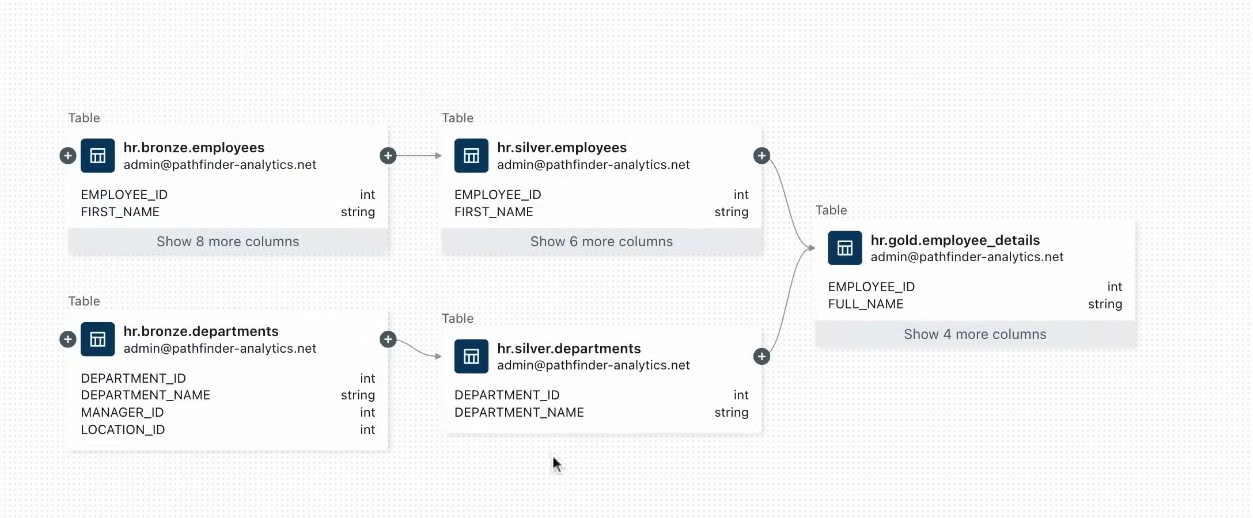 Table
hr.bronze.employees
admin@pathfinder-analytics.net
EMPLOYEE_ID int
FIRST_NAME string
Show 8 more columns
Table
hr.silver.employees
admin@pathfinder-analytics.net
EMPLOYEE_ID int
FIRST_NAME string
Show 6 more columns
Table
hr.gold.employee_details
admin@pathfinder-analytics.net
EMPLOYEE_ID int
FULL_NAME string
Show 4 more columns
Table
hr.bronze.departments
admin@pathfinder-analytics.net
DEPARTMENT_ID int
DEPARTMENT_NAME string
MANAGER_ID int
LOCATION_ID int
Table
hr.silver.departments
admin@pathfinder-analytics.net
DEPARTMENT_ID int
DEPARTMENT_NAME string